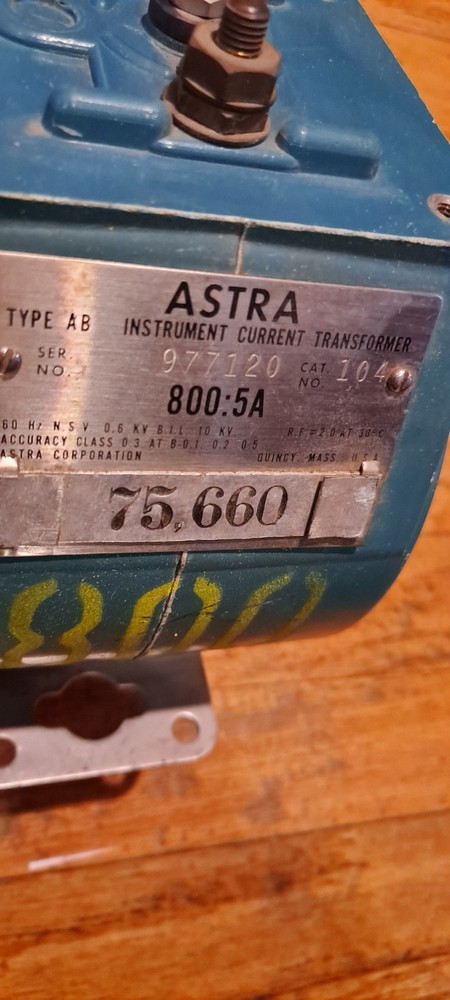 ASTRA
TYPE AB INSTRUMENT CURRENT TRANSFORMER
SER. NO. 977120 CAT. NO. 104
800:5A
60 Hz N.S.V. 0.6 KV B.I.L. 10 KV. R.F.=2.0 AT 30°C
ACCURACY CLASS 0.3 AT B-0.1, 0.2, 0.5
ASTRA CORPORATION QUINCY, MASS. U.S.A.
75,660
800